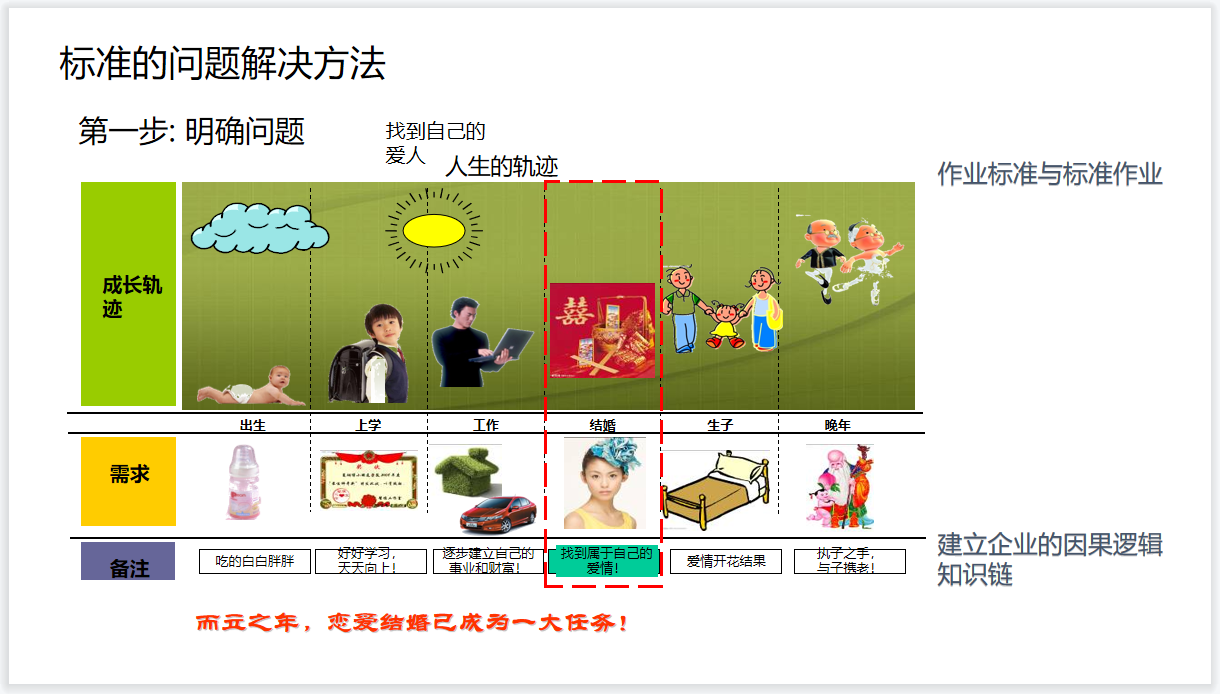 标准的问题解决方法
第一步: 明确问题
找到自己的
爱人
人生的轨迹
作业标准与标准作业
成长轨
迹
囍
出生
上学
工作
结婚
生子
晚年
需求
奖状
备注
吃的白白胖胖
好好学习，
天天向上！
逐步建立自己的
事业和财富！
找到属于自己的
爱情！
爱情开花结果
执子之手，
与子携老！
建立企业的因果逻辑
知识链
而立之年，恋爱结婚已成为一大任务！